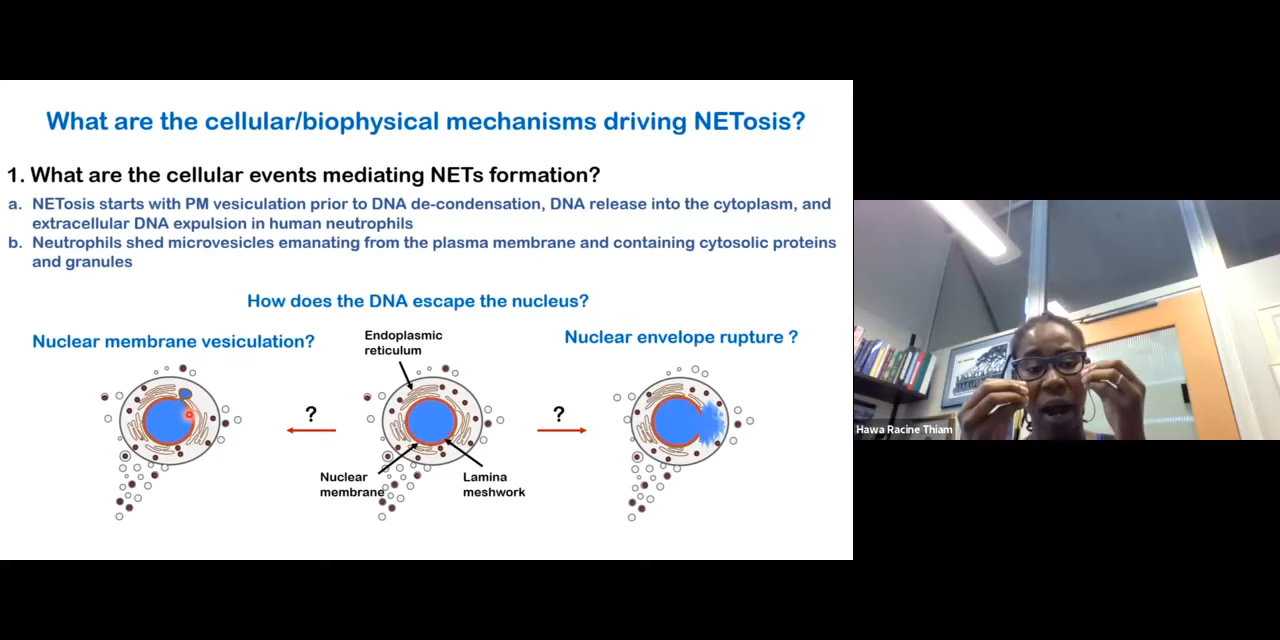 What are the cellular/biophysical mechanisms driving NETosis?
1. What are the cellular events mediating NETs formation?
a. NETosis starts with PM vesiculation prior to DNA de-condensation, DNA release into the cytoplasm, and
extracellular DNA expulsion in human neutrophils
b. Neutrophils shed microvesicles emanating from the plasma membrane and containing cytosolic proteins
and granules
How does the DNA escape the nucleus?
Nuclear membrane vesiculation?
Endoplasmic
reticulum
Nuclear envelope rupture ?
?
?
Nuclear
membrane
Lamina
meshwork
Hawa Racine Thiam